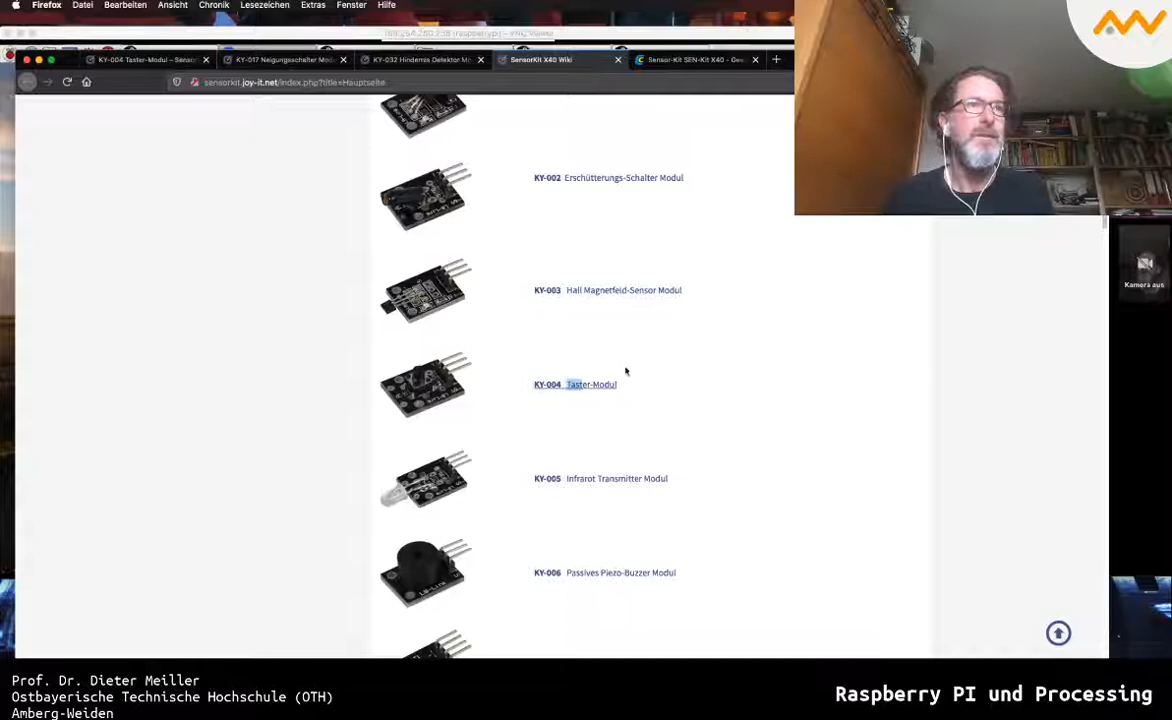 Firefox Datei Bearbeiten Ansicht Chronik Lesezeichen Extras Fenster Hilfe
KY-004 Taster-Modul – Sensor
KY-017 Neigungsschalter Modul
KY-032 Hindernis Detektor Mo
SensorKit X40 Wiki
Sensor-Kit SEN-Kit X40 - Ge
sensorkit.joy-it.net/index.php?title=Hauptseite
KY-002 Erschütterungs-Schalter Modul
KY-003 Hall Magnetfeld-Sensor Modul
KY-004 Taster-Modul
KY-005 Infrarot Transmitter Modul
KY-006 Passives Piezo-Buzzer Modul
Kamera aus
Prof. Dr. Dieter Meiller
Ostbayerische Technische Hochschule (OTH)
Amberg-Weiden
Raspberry PI und Processing